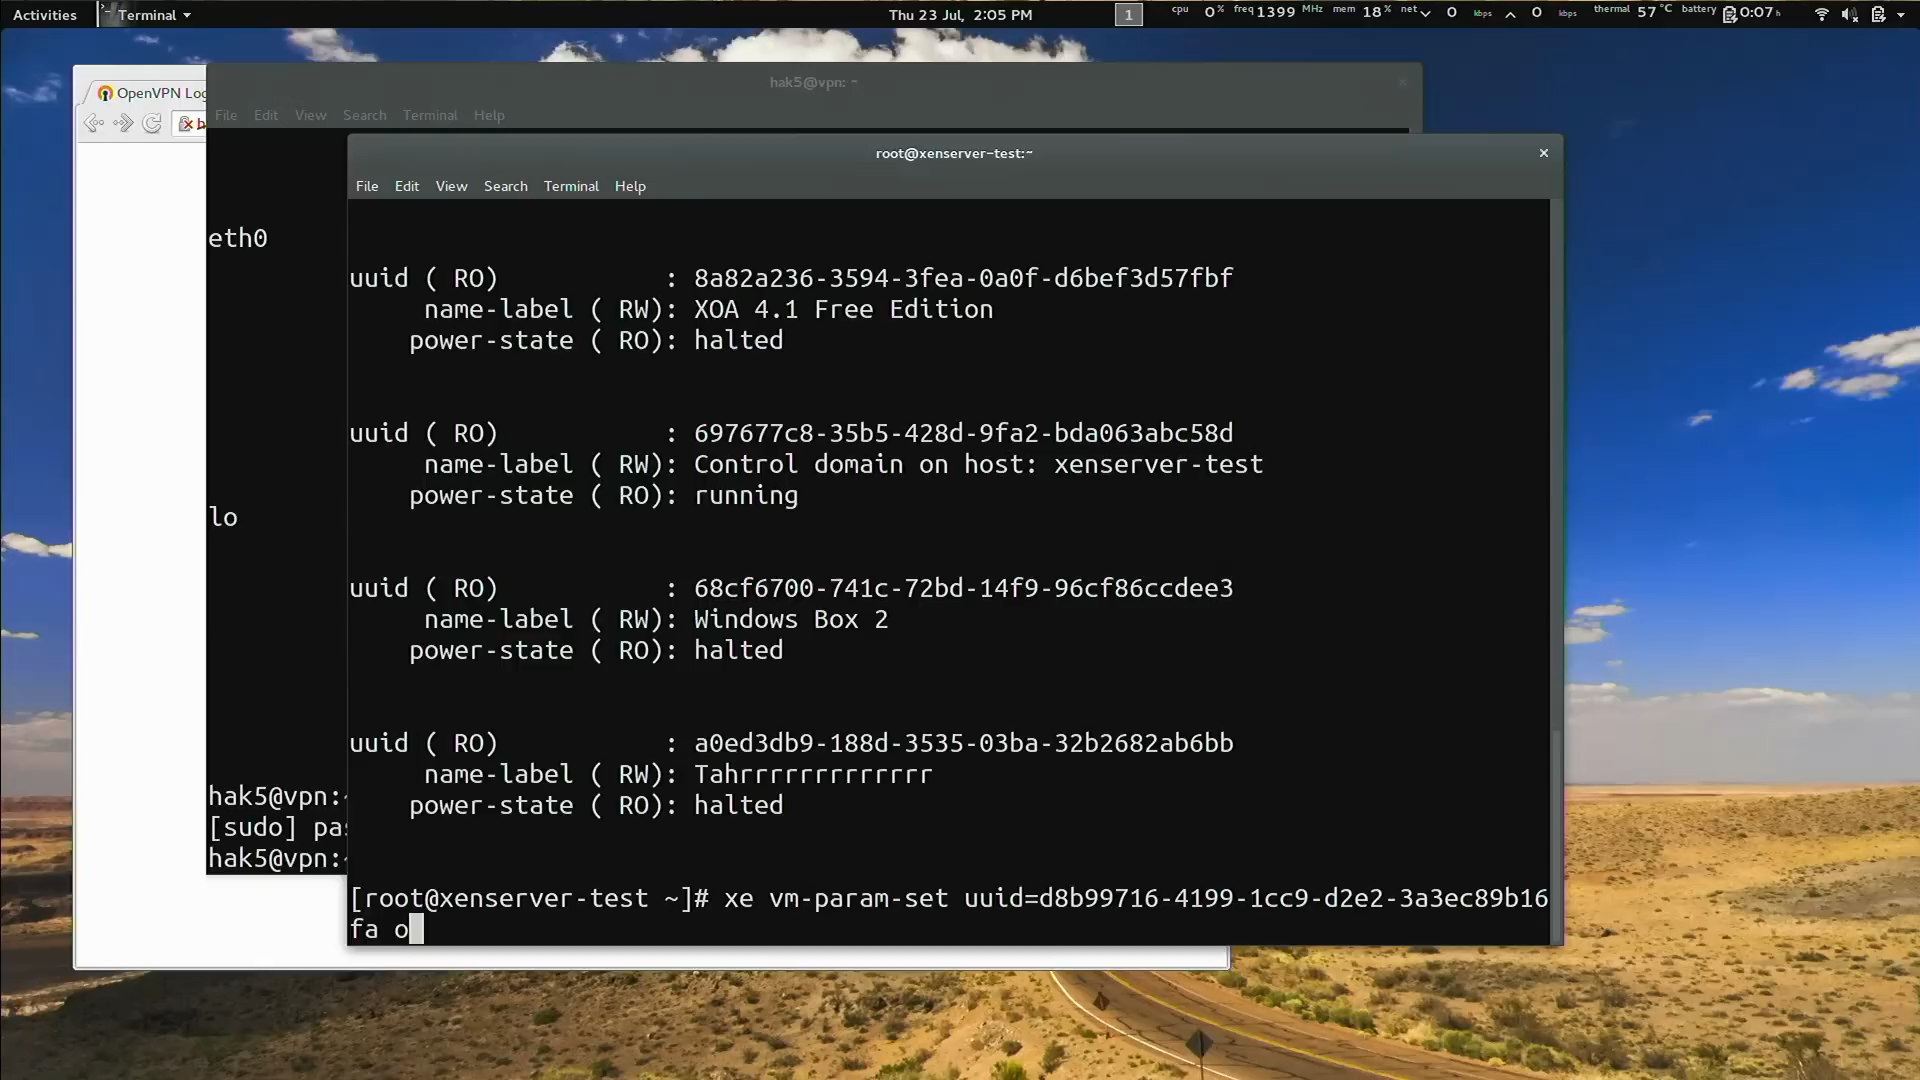 Activities Terminal Thu 23 Jul, 2:05 PM 1 cpu 0 % freq 1399 MHz mem 18 % net 0 kbps 0 kbps thermal 57 °C battery 0:07 h
hak5@vpn: ~
OpenVPN Log
File Edit View Search Terminal Help
root@xenserver-test:~
File Edit View Search Terminal Help
eth0
uuid ( RO) : 8a82a236-3594-3fea-0a0f-d6bef3d57fbf
name-label ( RW): XOA 4.1 Free Edition
power-state ( RO): halted
uuid ( RO) : 697677c8-35b5-428d-9fa2-bda063abc58d
name-label ( RW): Control domain on host: xenserver-test
power-state ( RO): running
lo
uuid ( RO) : 68cf6700-741c-72bd-14f9-96cf86ccdee3
name-label ( RW): Windows Box 2
power-state ( RO): halted
uuid ( RO) : a0ed3db9-188d-3535-03ba-32b2682ab6bb
name-label ( RW): Tahrrrrrrrrrrrrr
power-state ( RO): halted
hak5@vpn:~
[sudo] pas
hak5@vpn:~
[root@xenserver-test ~]# xe vm-param-set uuid=d8b99716-4199-1cc9-d2e2-3a3ec89b16
fa o